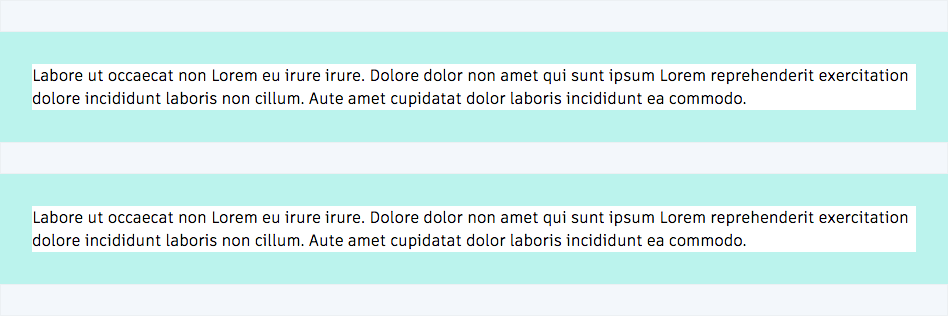 Labore ut occaecat non Lorem eu irure irure. Dolore dolor non amet qui sunt ipsum Lorem reprehenderit exercitation
dolore incididunt laboris non cillum. Aute amet cupidatat dolor laboris incididunt ea commodo.
Labore ut occaecat non Lorem eu irure irure. Dolore dolor non amet qui sunt ipsum Lorem reprehenderit exercitation
dolore incididunt laboris non cillum. Aute amet cupidatat dolor laboris incididunt ea commodo.